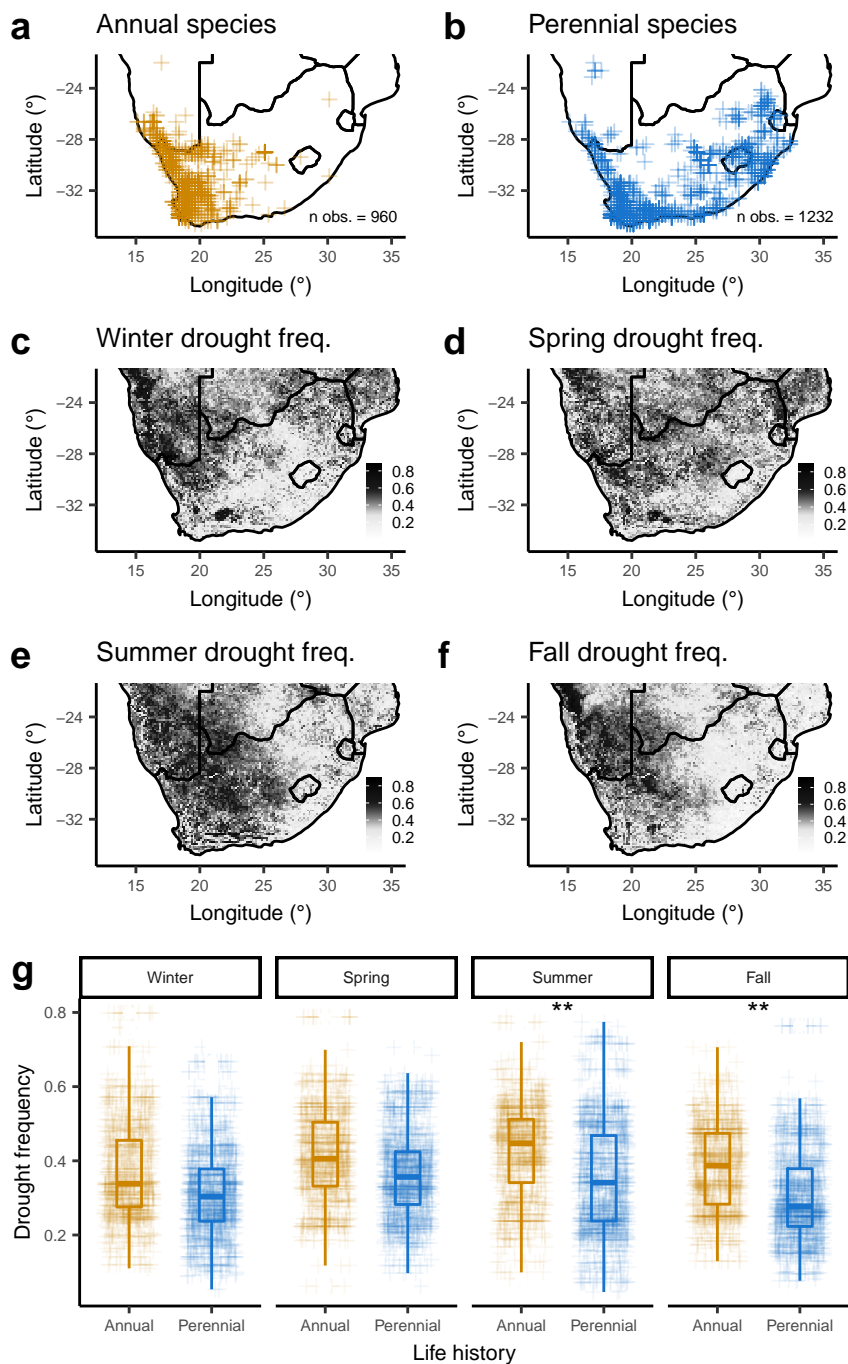 a Annual species
b Perennial species
Latitude (°)
−24
−28
−32
n obs. = 960
15 20 25 30 35
Longitude (°)
Latitude (°)
−24
−28
−32
n obs. = 1232
15 20 25 30 35
Longitude (°)
c Winter drought freq.
d Spring drought freq.
Latitude (°)
−24
−28
−32
0.8
0.6
0.4
0.2
15 20 25 30 35
Longitude (°)
Latitude (°)
−24
−28
−32
0.8
0.6
0.4
0.2
15 20 25 30 35
Longitude (°)
e Summer drought freq.
f Fall drought freq.
Latitude (°)
−24
−28
−32
0.8
0.6
0.4
0.2
15 20 25 30 35
Longitude (°)
Latitude (°)
−24
−28
−32
0.8
0.6
0.4
0.2
15 20 25 30 35
Longitude (°)
g
Winter Spring Summer Fall
** **
Drought frequency
0.8
0.6
0.4
0.2
Annual Perennial Annual Perennial Annual Perennial Annual Perennial
Life history